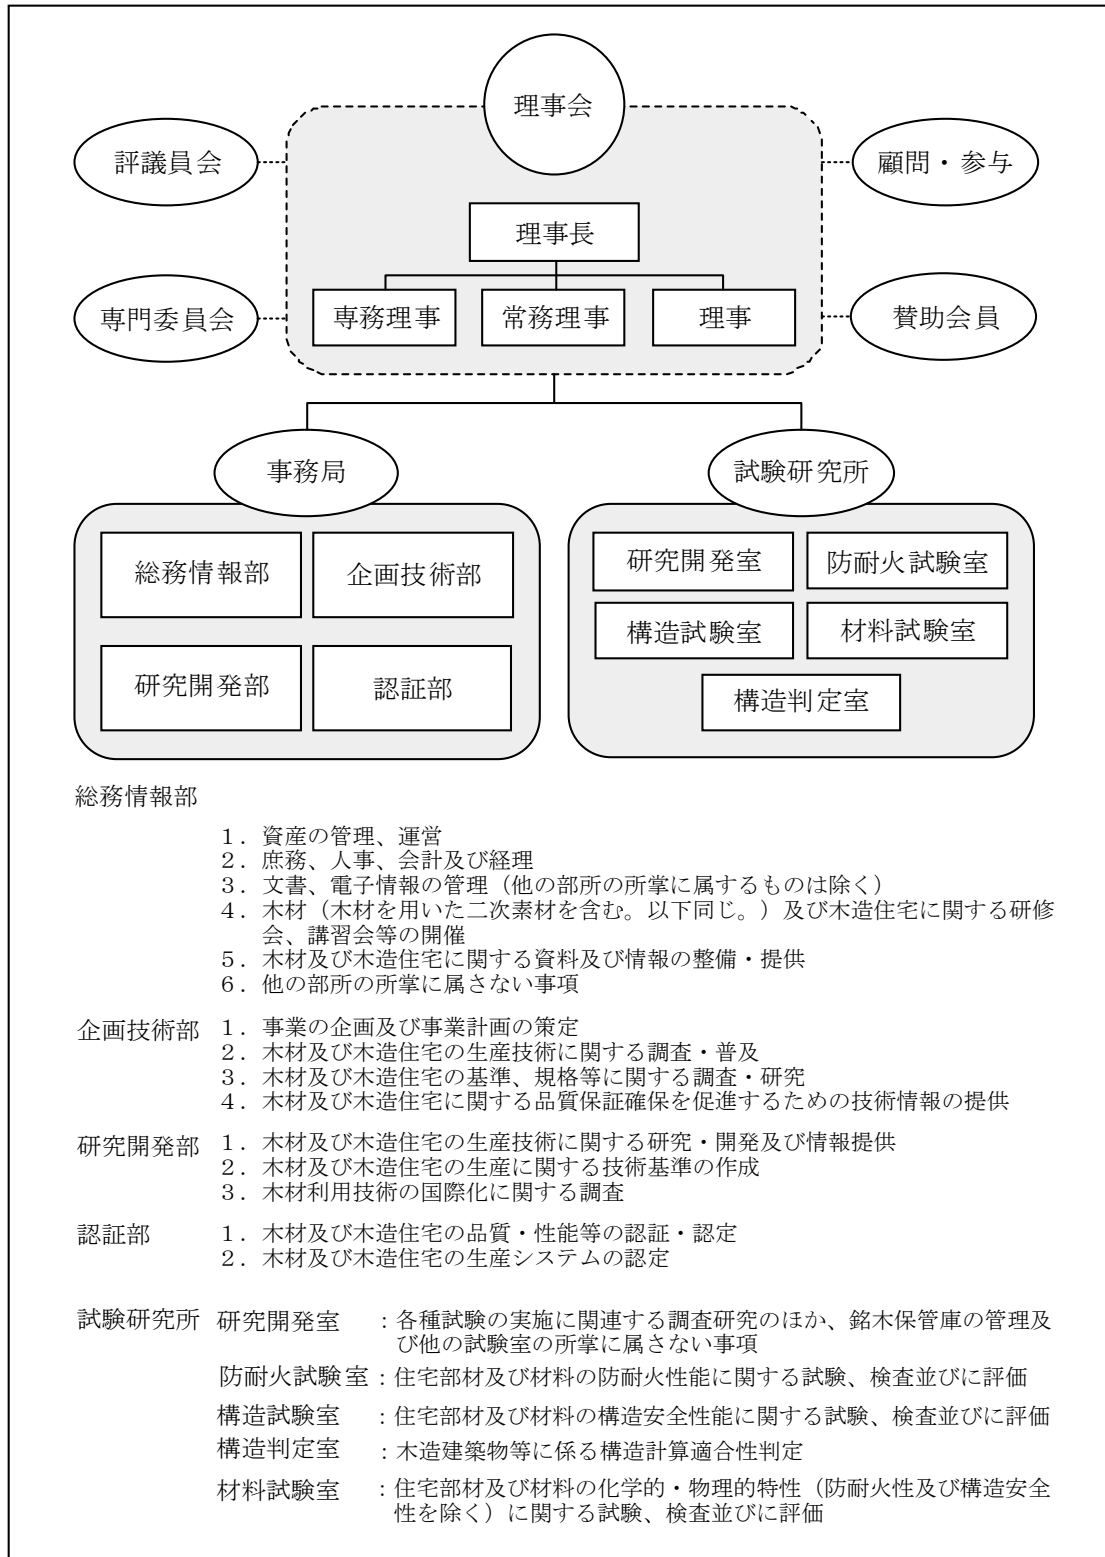 理事会
評議員会
顧問・参与
理事長
専門委員会
専務理事
常務理事
理事
賛助会員
事務局
試験研究所
総務情報部
企画技術部
研究開発室
防耐火試験室
構造試験室
材料試験室
研究開発部
認証部
構造判定室
総務情報部
1．資産の管理、運営
2．庶務、人事、会計及び経理
3．文書、電子情報の管理（他の部所の所掌に属するものは除く）
4．木材（木材を用いた二次素材を含む。以下同じ。）及び木造住宅に関する研修
会、講習会等の開催
5．木材及び木造住宅に関する資料及び情報の整備・提供
6．他の部所の所掌に属さない事項
企画技術部 1．事業の企画及び事業計画の策定
2．木材及び木造住宅の生産技術に関する調査・普及
3．木材及び木造住宅の基準、規格等に関する調査・研究
4．木材及び木造住宅に関する品質保証確保を促進するための技術情報の提供
研究開発部 1．木材及び木造住宅の生産技術に関する研究・開発及び情報提供
2．木材及び木造住宅の生産に関する技術基準の作成
3．木材利用技術の国際化に関する調査
認証部 1．木材及び木造住宅の品質・性能等の認証・認定
2．木材及び木造住宅の生産システムの認定
試験研究所 研究開発室 ：各種試験の実施に関連する調査研究のほか、銘木保管庫の管理及
び他の試験室の所掌に属さない事項
防耐火試験室：住宅部材及び材料の防耐火性能に関する試験、検査並びに評価
構造試験室 ：住宅部材及び材料の構造安全性能に関する試験、検査並びに評価
構造判定室 ：木造建築物等に係る構造計算適合性判定
材料試験室 ：住宅部材及び材料の化学的・物理的特性（防耐火性及び構造安全
性を除く）に関する試験、検査並びに評価